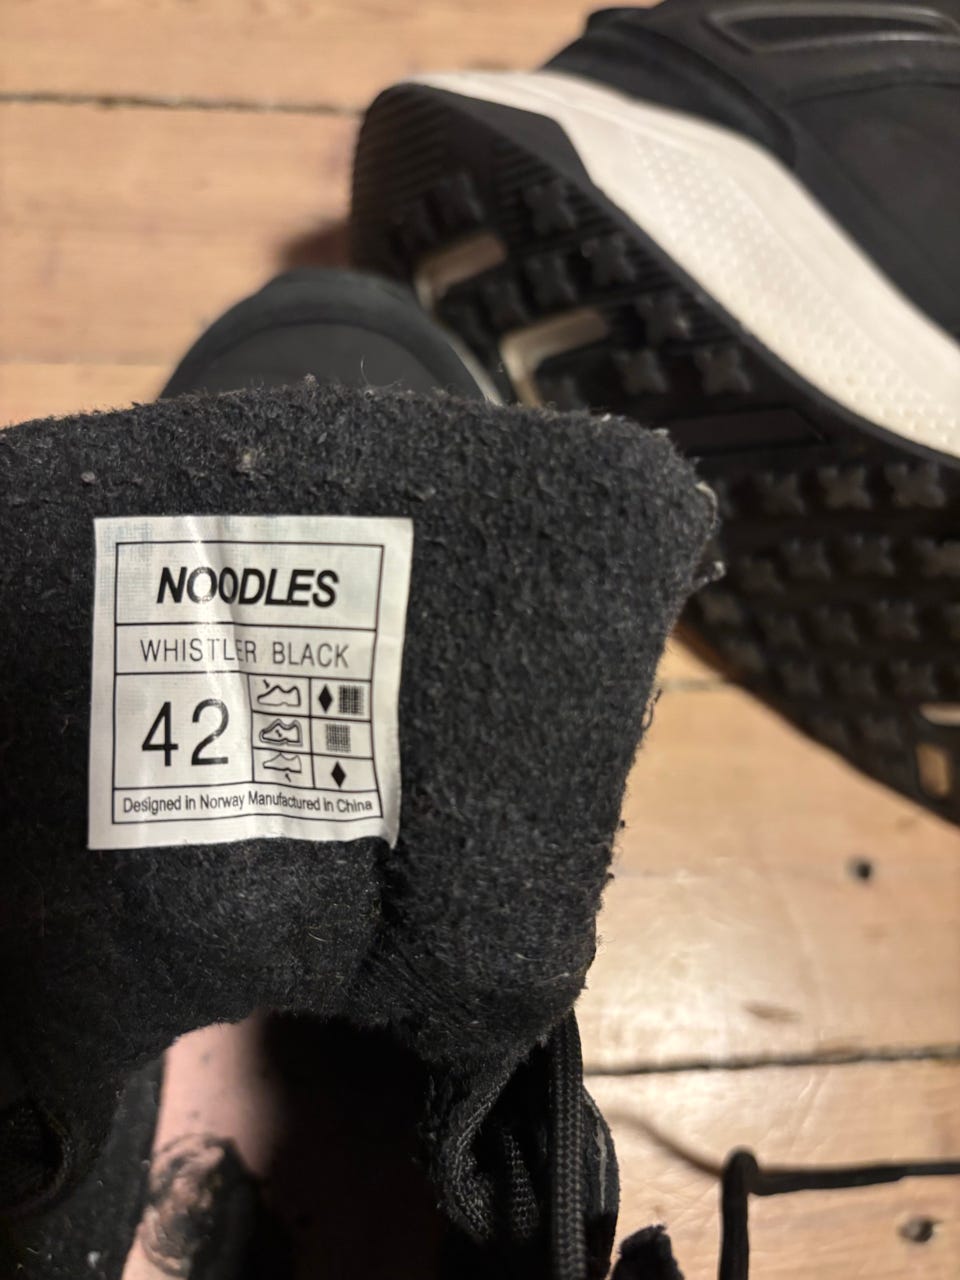 NOODLES
WHISTLER BLACK
42
Designed in Norway Manufactured in China